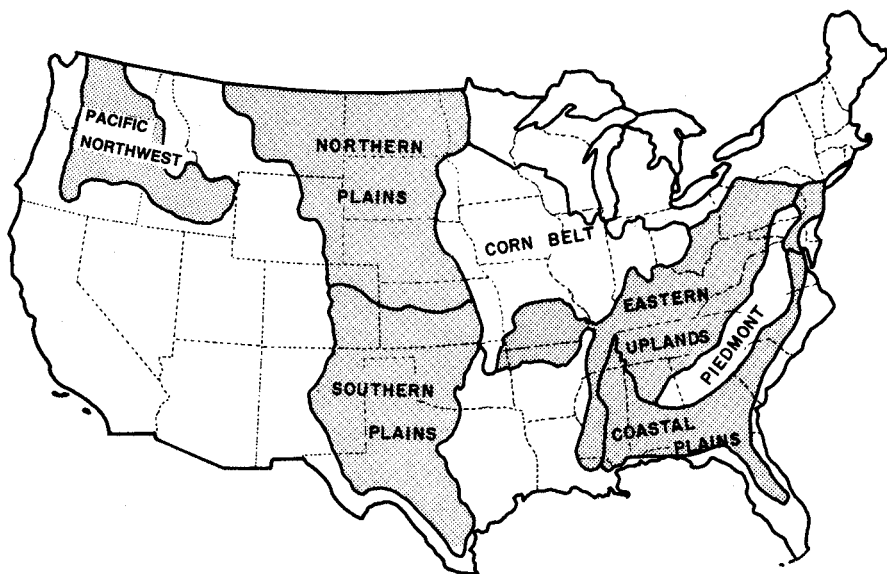 PACIFIC
NORTHWEST
NORTHERN
PLAINS
CORN BELT
EASTERN
UPLANDS
PIEDMONT
SOUTHERN
PLAINS
COASTAL
PLAINS